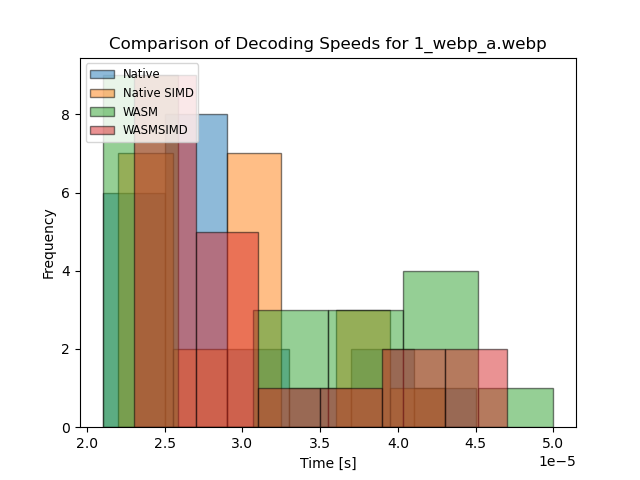 Comparison of Decoding Speeds for 1_webp_a.webp
Native
Native SIMD
WASM
WASMSIMD
Frequency
8
6
4
2
0
2.0 2.5 3.0 3.5 4.0 4.5 5.0
1e−5
Time [s]